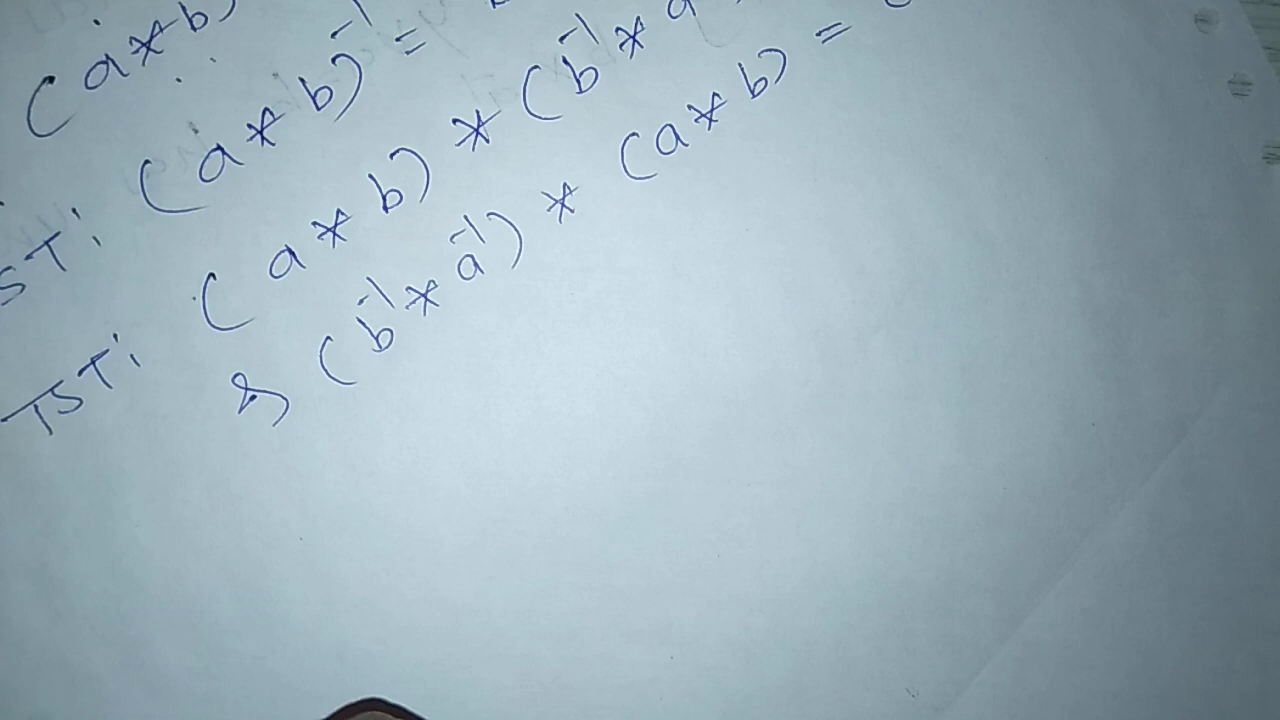 (a * b)
ST: (a * b)⁻¹ =
TST: (a * b) * (b⁻¹ * a
& (b⁻¹ * a⁻¹) * (a * b) =